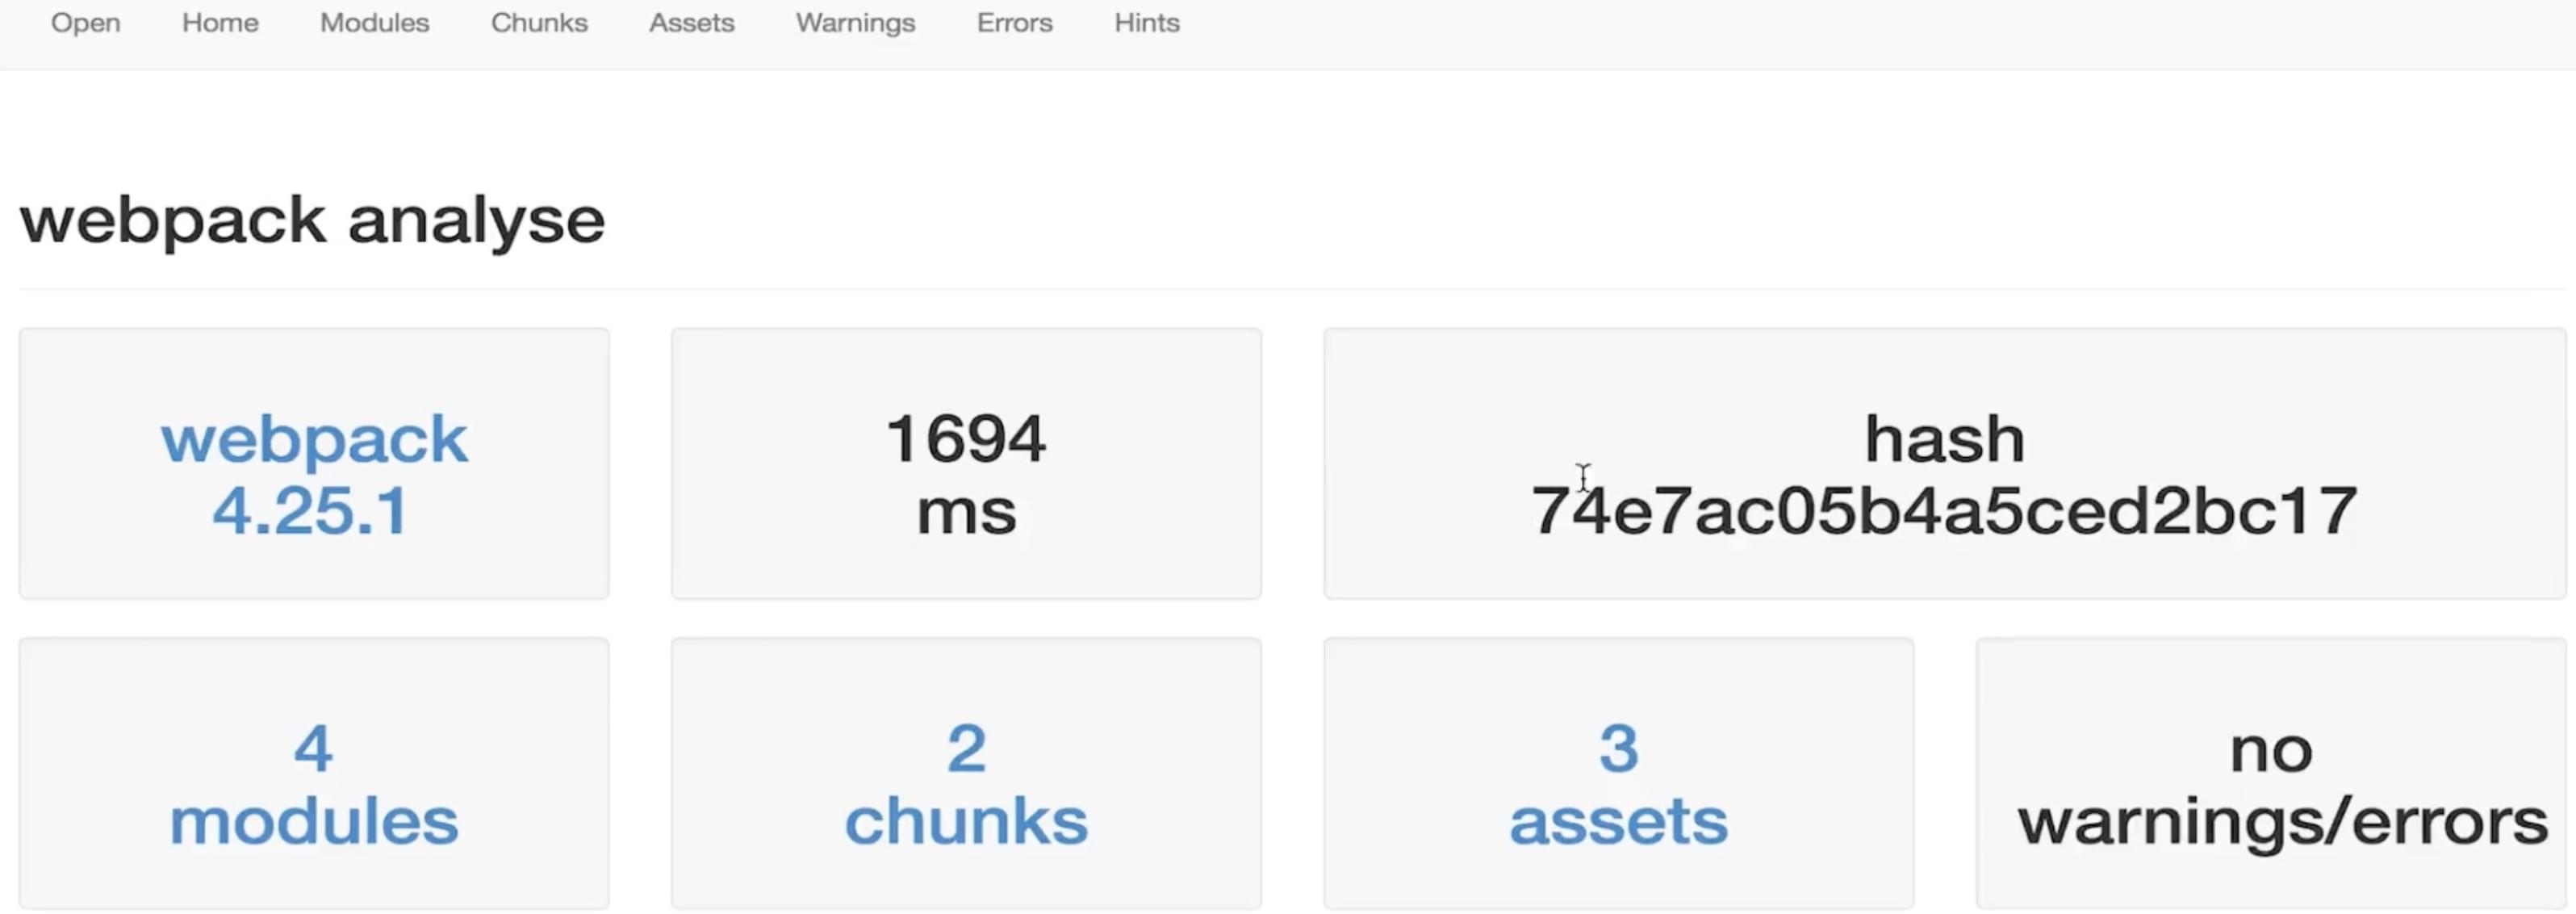 Open Home Modules Chunks Assets Warnings Errors Hints
webpack analyse
webpack
4.25.1
1694
ms
hash
74e7ac05b4a5ced2bc17
4
modules
2
chunks
3
assets
no
warnings/errors